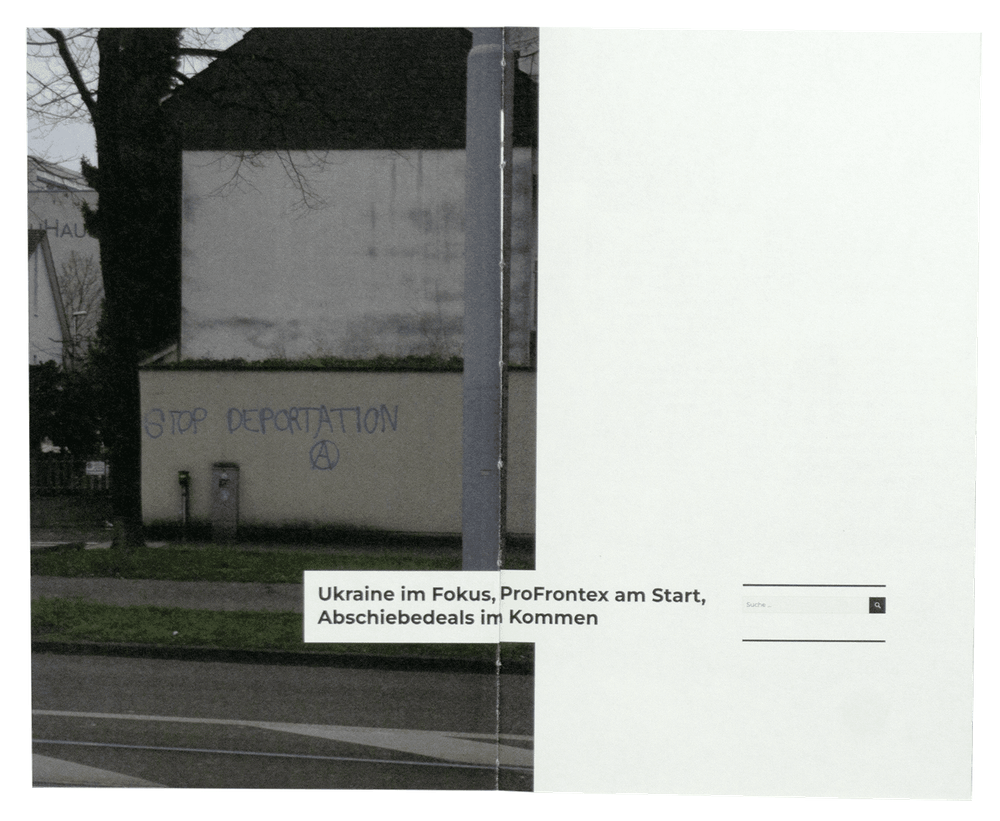 HAU
STOP DEPORTATION
A
Ukraine im Fokus, ProFrontex am Start,
Abschiebedeals im Kommen
Suche ...